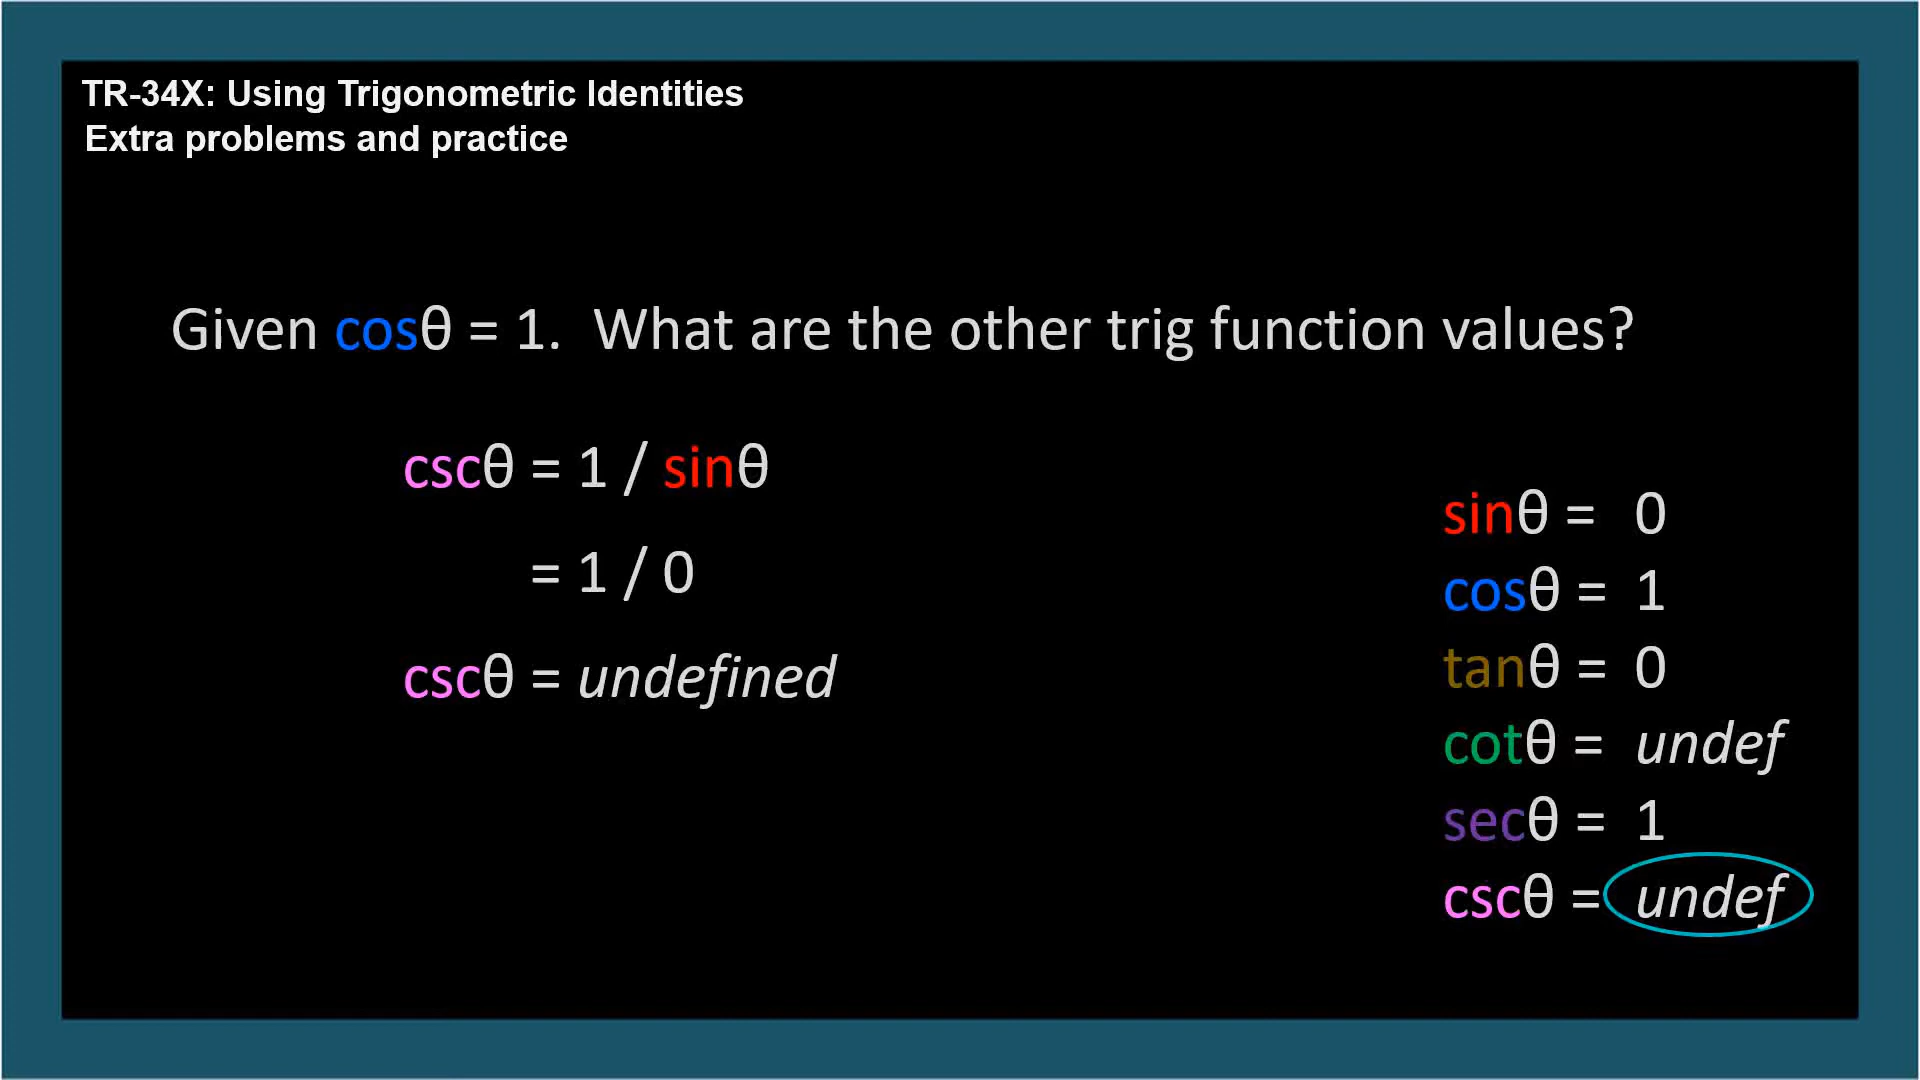 TR-34X: Using Trigonometric Identities
Extra problems and practice
Given cosθ = 1.  What are the other trig function values?
cscθ = 1 / sinθ
= 1 / 0
cscθ = undefined
sinθ = 0
cosθ = 1
tanθ = 0
cotθ = undef
secθ = 1
cscθ = undef